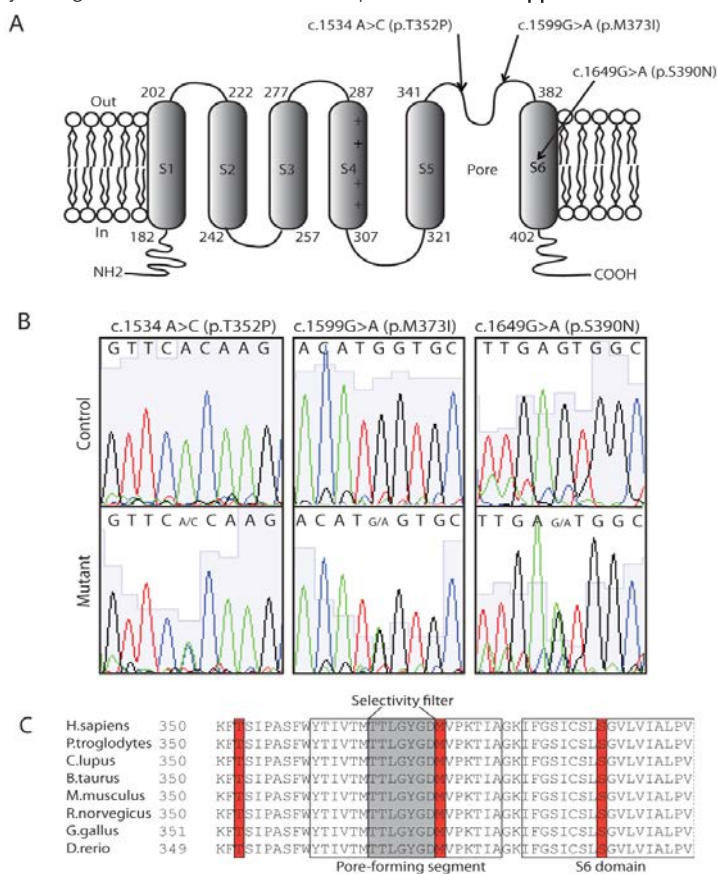 A
c.1534 A>C (p.T352P)
c.1599G>A (p.M373I)
c.1649G>A (p.S390N)
202 222 277 287 341 382
Out
S1 S2 S3 S4 S5 Pore S6
+
+
+
+
In
182 242 257 307 321 402
NH2 COOH
B
c.1534 A>C (p.T352P) c.1599G>A (p.M373I) c.1649G>A (p.S390N)
Control
G T T C A C A A G A C A T G G T G C T T G A G T G G C
Mutant
G T T C A/C C A A G A C A T G/A G T G C T T G A G/A T G G C
Selectivity filter
C
H.sapiens 350 KFTSIPASFWYTIVTMTTLGYGDMVPKTIAGKIFGSICSLSGVLVIALPV
P.troglodytes 350 KFTSIPASFWYTIVTMTTLGYGDMVPKTIAGKIFGSICSLSGVLVIALPV
C.lupus 350 KFTSIPASFWYTIVTMTTLGYGDMVPKTIAGKIFGSICSLSGVLVIALPV
B.taurus 350 KFTSIPASFWYTIVTMTTLGYGDMVPKTIAGKIFGSICSLSGVLVIALPV
M.musculus 350 KFTSIPASFWYTIVTMTTLGYGDMVPKTIAGKIFGSICSLSGVLVIALPV
R.norvegicus 350 KFTSIPASFWYTIVTMTTLGYGDMVPKTIAGKIFGSICSLSGVLVIALPV
G.gallus 351 KFTSIPASFWYTIVTMTTLGYGDMVPKTIAGKIFGSICSLSGVLVIALPV
D.rerio 349 KFTSIPASFWYTIVTMTTLGYGDMVPKTIAGKIFGSICSLSGVLVIALPV
Pore-forming segment S6 domain